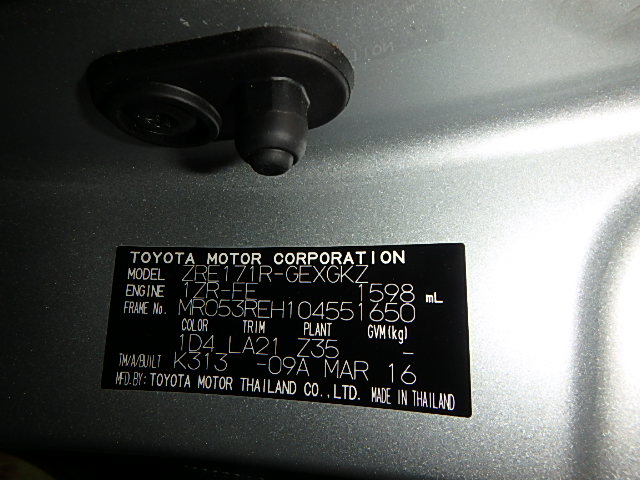 TOYOTA MOTOR CORPORATION
MODEL ZRE171R-GEXGKZ
ENGINE 1ZR-FE 1598 mL
FRAME No. MR053REH104551650
COLOR TRIM PLANT GVM(kg)
1D4 LA21 Z35 -
TM/A/BUILT K313 -09A MAR 16
MFD.BY: TOYOTA MOTOR THAILAND CO.,LTD. MADE IN THAILAND